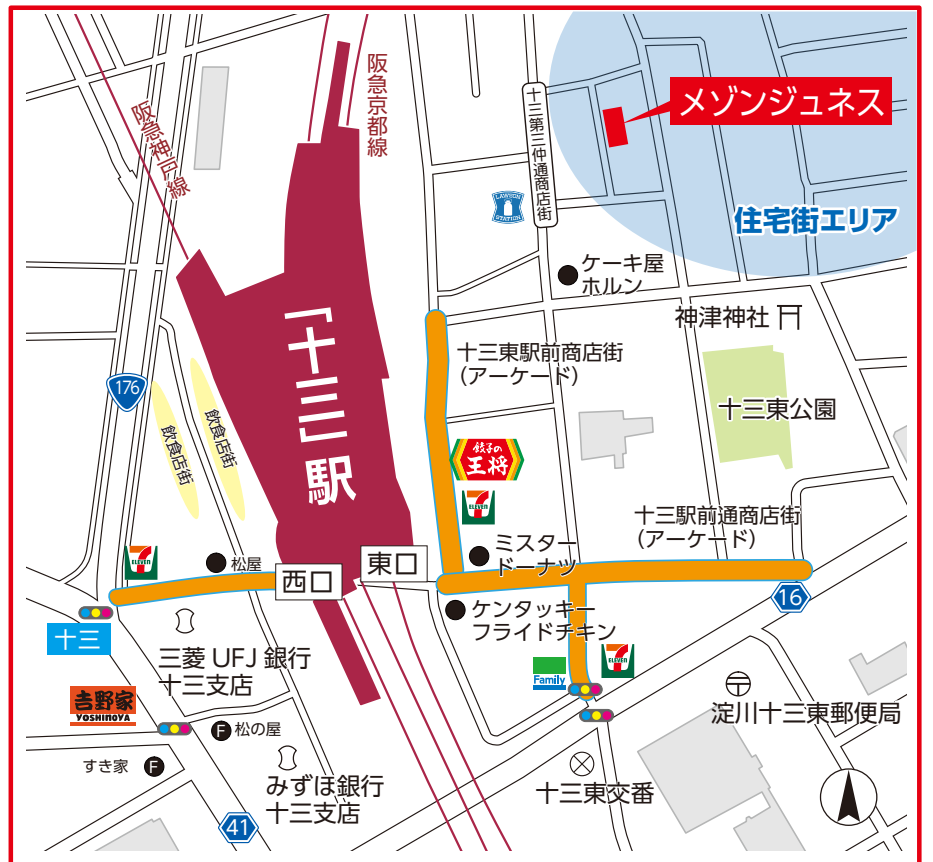 阪急神戸線
阪急京都線
十三第三仲通商店街
メゾンジュネス
LAWSON
STATION
住宅街エリア
ケーキ屋
ホルン
神津神社
「十三」駅
十三東駅前商店街
(アーケード)
176
飲食店街
飲食店街
十三東公園
餃子の
王将
7
ELEVEN
十三駅前通商店街
(アーケード)
ミスター
ドーナツ
7
ELEVEN
松屋
西口
東口
16
十三
ケンタッキー
フライドチキン
三菱UFJ銀行
十三支店
Family
7
ELEVEN
吉野家
YOSHINOYA
F 松の屋
淀川十三東郵便局
すき家 F
みずほ銀行
十三支店
十三東交番
41